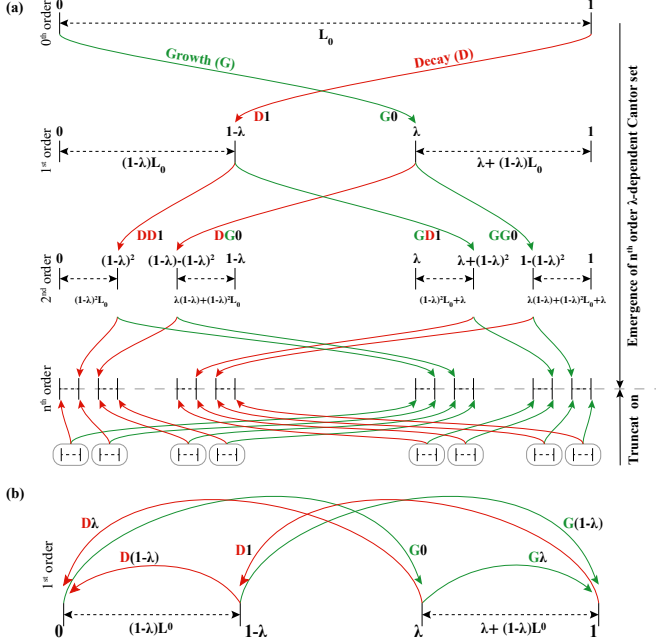 (a)
0
1
0th order
L₀
Growth (G)
Decay (D)
D1
G0
0
1-λ
λ
1
1st order
(1-λ)L₀
λ+ (1-λ)L₀
DD1
DG0
GD1
GG0
0
(1-λ)²
(1-λ)-(1-λ)²
1-λ
λ
λ+(1-λ)²
1-(1-λ)²
1
2nd order
(1-λ)²L₀
λ(1-λ)+(1-λ)²L₀
(1-λ)²L₀+λ
λ(1-λ)+(1-λ)²L₀+λ
nth order
Emergence of nth order λ-dependent Cantor set
Truncat on
(b)
Dλ
D(1-λ)
D1
G0
G(1-λ)
Gλ
1st order
0
(1-λ)L⁰
1-λ
λ
λ+ (1-λ)L⁰
1